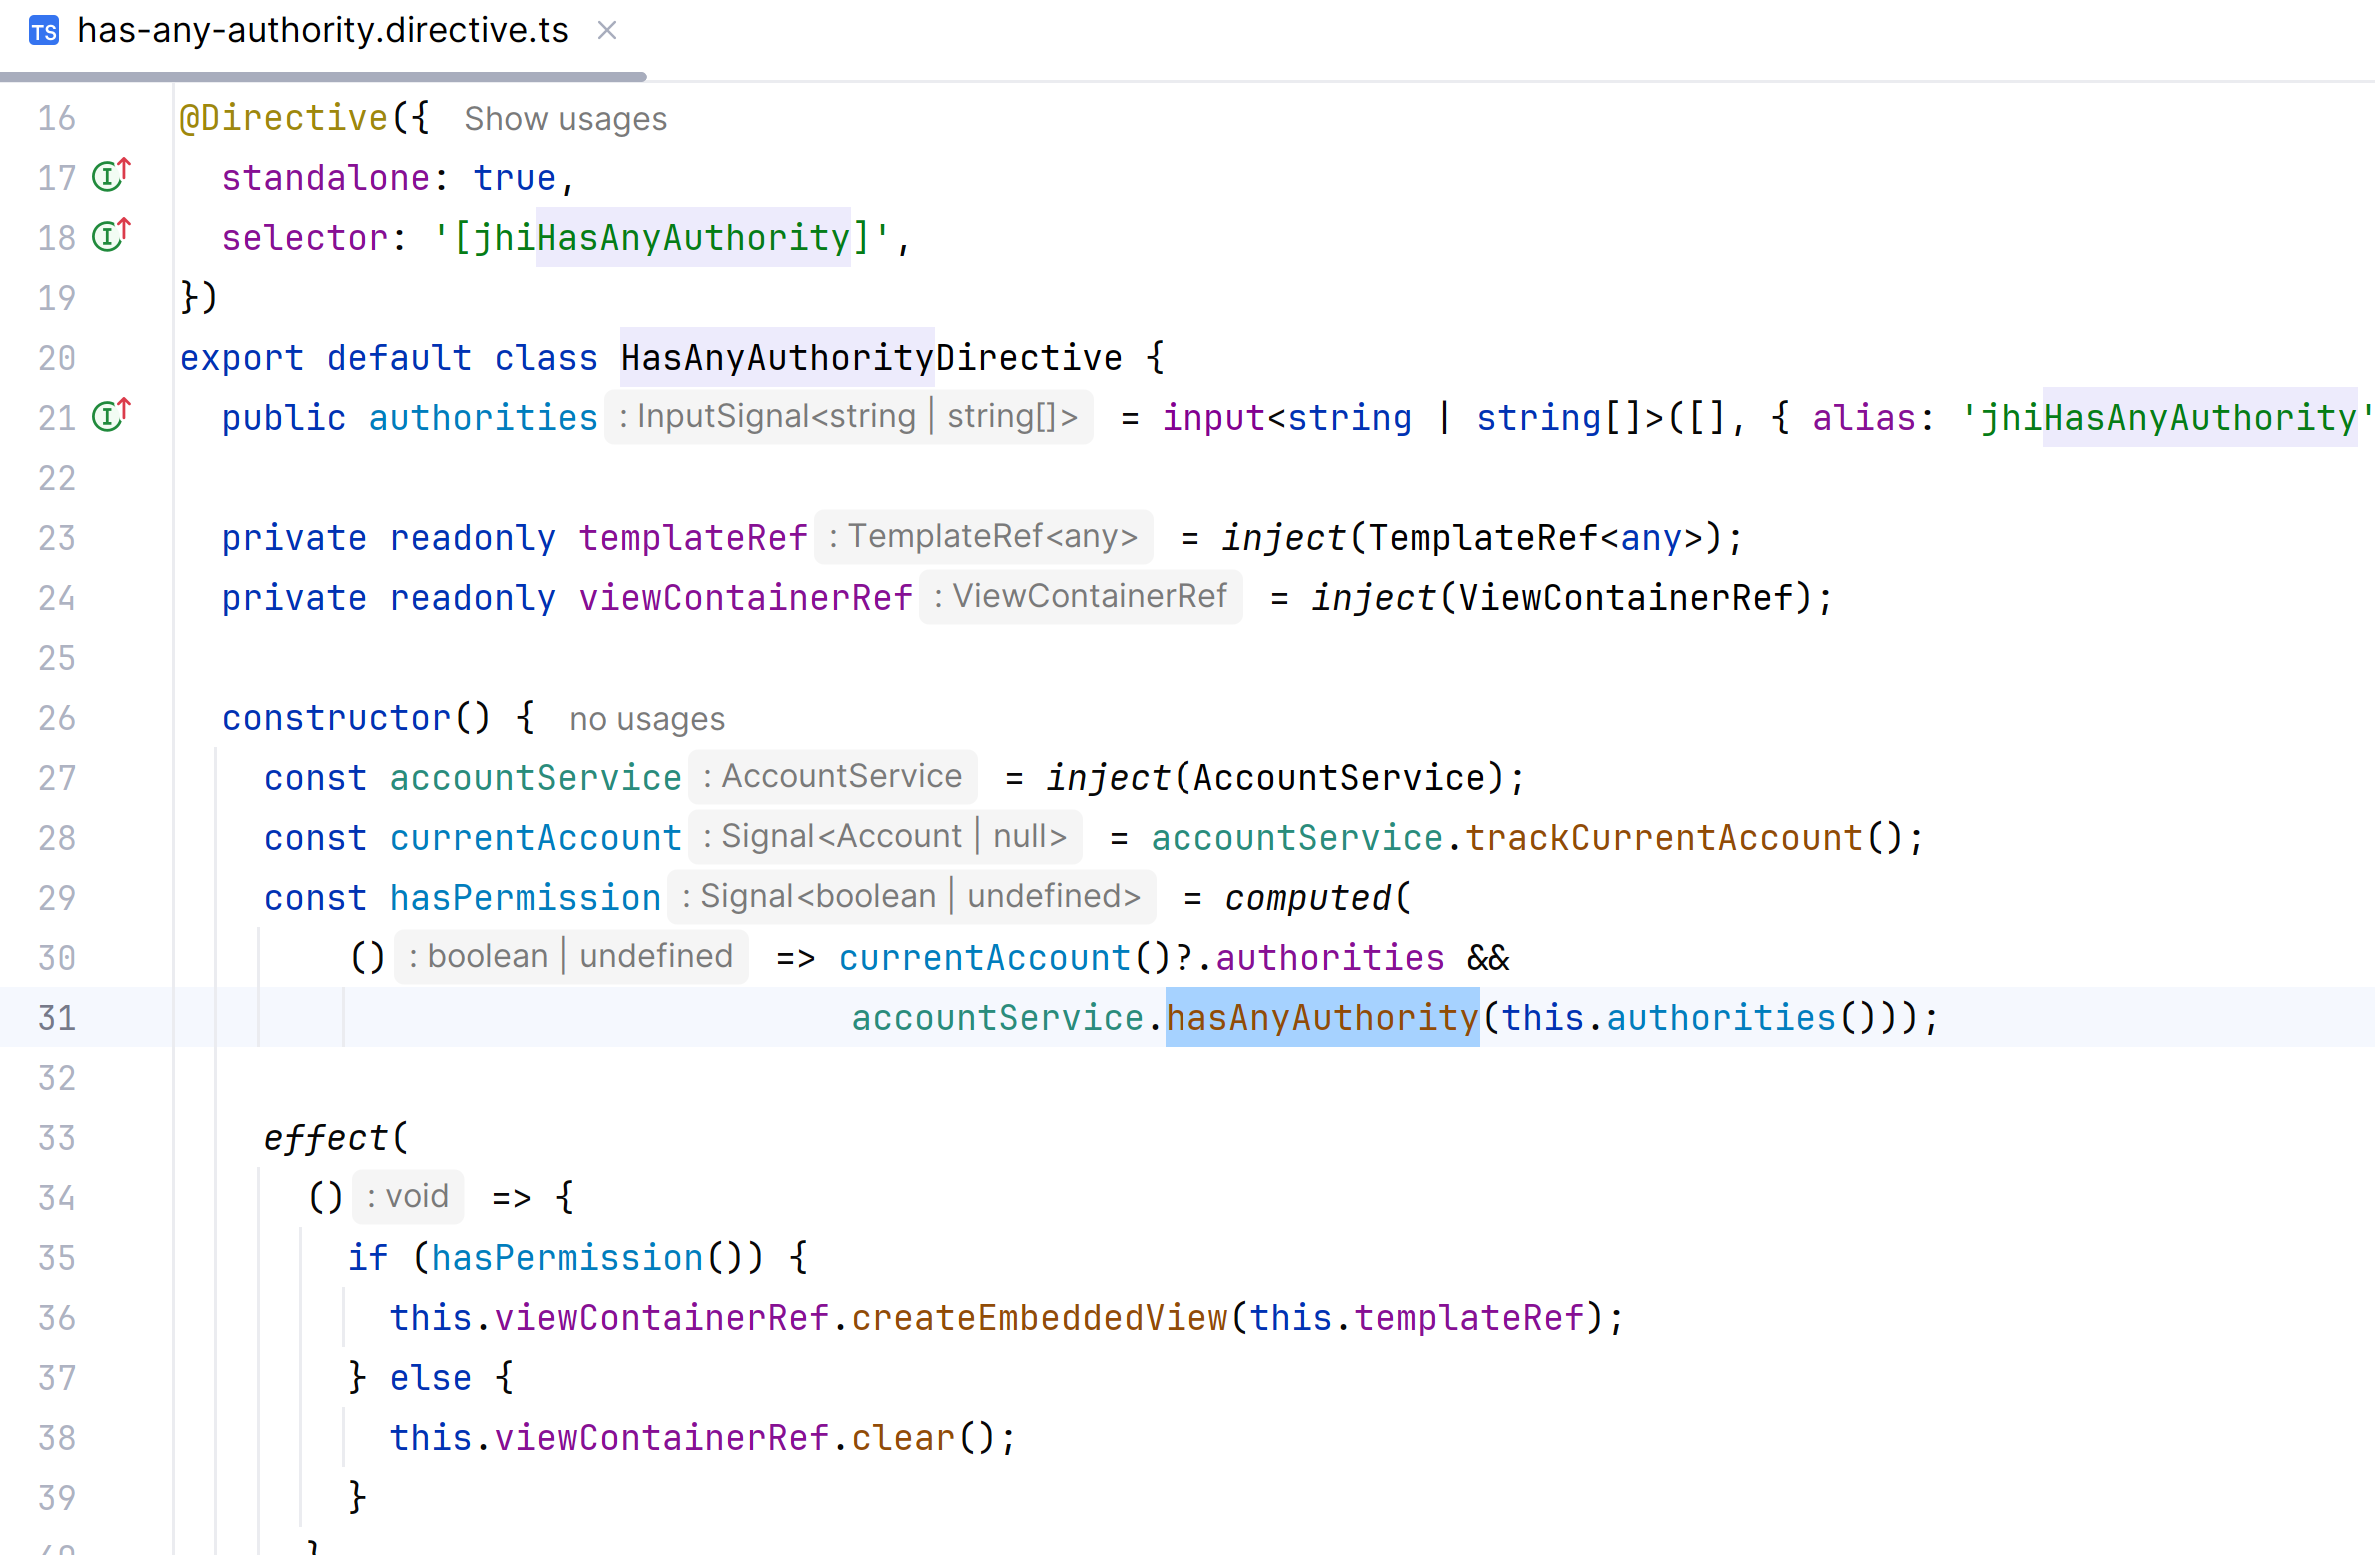 TS has-any-authority.directive.ts ×
16 @Directive({ Show usages
17 standalone: true,
18 selector: '[jhiHasAnyAuthority]',
19 })
20 export default class HasAnyAuthorityDirective {
21 public authorities : InputSignal<string | string[]> = input<string | string[]>([], { alias: 'jhiHasAnyAuthority'
22
23 private readonly templateRef : TemplateRef<any> = inject(TemplateRef<any>);
24 private readonly viewContainerRef : ViewContainerRef = inject(ViewContainerRef);
25
26 constructor() { no usages
27 const accountService : AccountService = inject(AccountService);
28 const currentAccount : Signal<Account | null> = accountService.trackCurrentAccount();
29 const hasPermission : Signal<boolean | undefined> = computed(
30 () : boolean | undefined => currentAccount()?.authorities &&
31 accountService.hasAnyAuthority(this.authorities()));
32
33 effect(
34 () : void => {
35 if (hasPermission()) {
36 this.viewContainerRef.createEmbeddedView(this.templateRef);
37 } else {
38 this.viewContainerRef.clear();
39 }
40 }